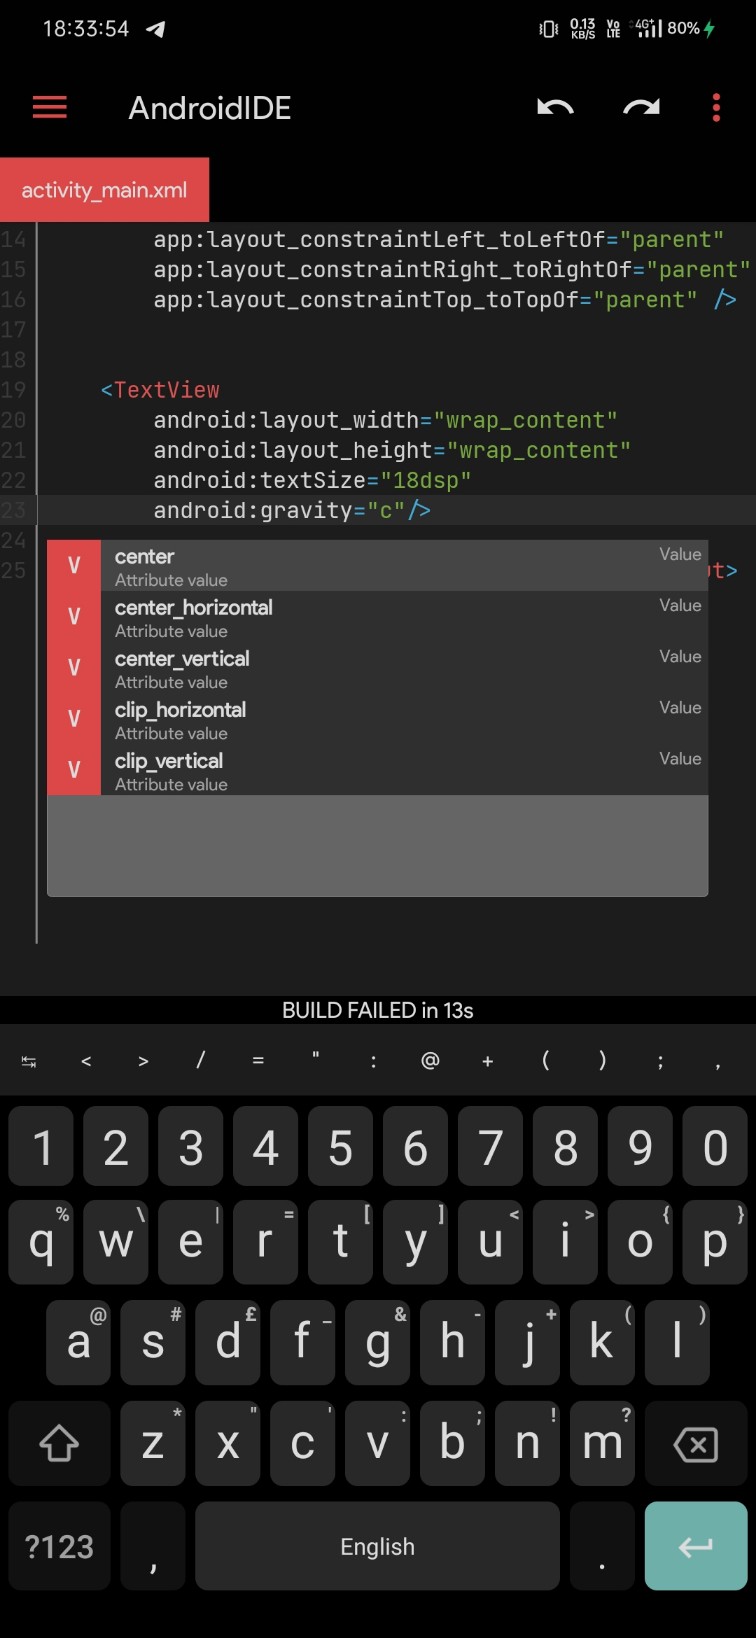 18:33:54 0.13 KB/S Vo LTE 4G+ 80%
AndroidIDE
activity_main.xml
14 app:layout_constraintLeft_toLeftOf="parent"
15 app:layout_constraintRight_toRightOf="parent"
16 app:layout_constraintTop_toTopOf="parent" />
17
18
19 <TextView
20 android:layout_width="wrap_content"
21 android:layout_height="wrap_content"
22 android:textSize="18dsp"
23 android:gravity="c"/>
24
25 t>
V center Value
Attribute value
V center_horizontal Value
Attribute value
V center_vertical Value
Attribute value
V clip_horizontal Value
Attribute value
V clip_vertical Value
Attribute value
BUILD FAILED in 13s
< > / = " : @ + ( ) ; ,
1 2 3 4 5 6 7 8 9 0
% \ | = [ ] < > { }
q w e r t y u i o p
@ # £ _ & - + ( )
a s d f g h j k l
* " ' : ; ! ?
z x c v b n m
?123 , English .